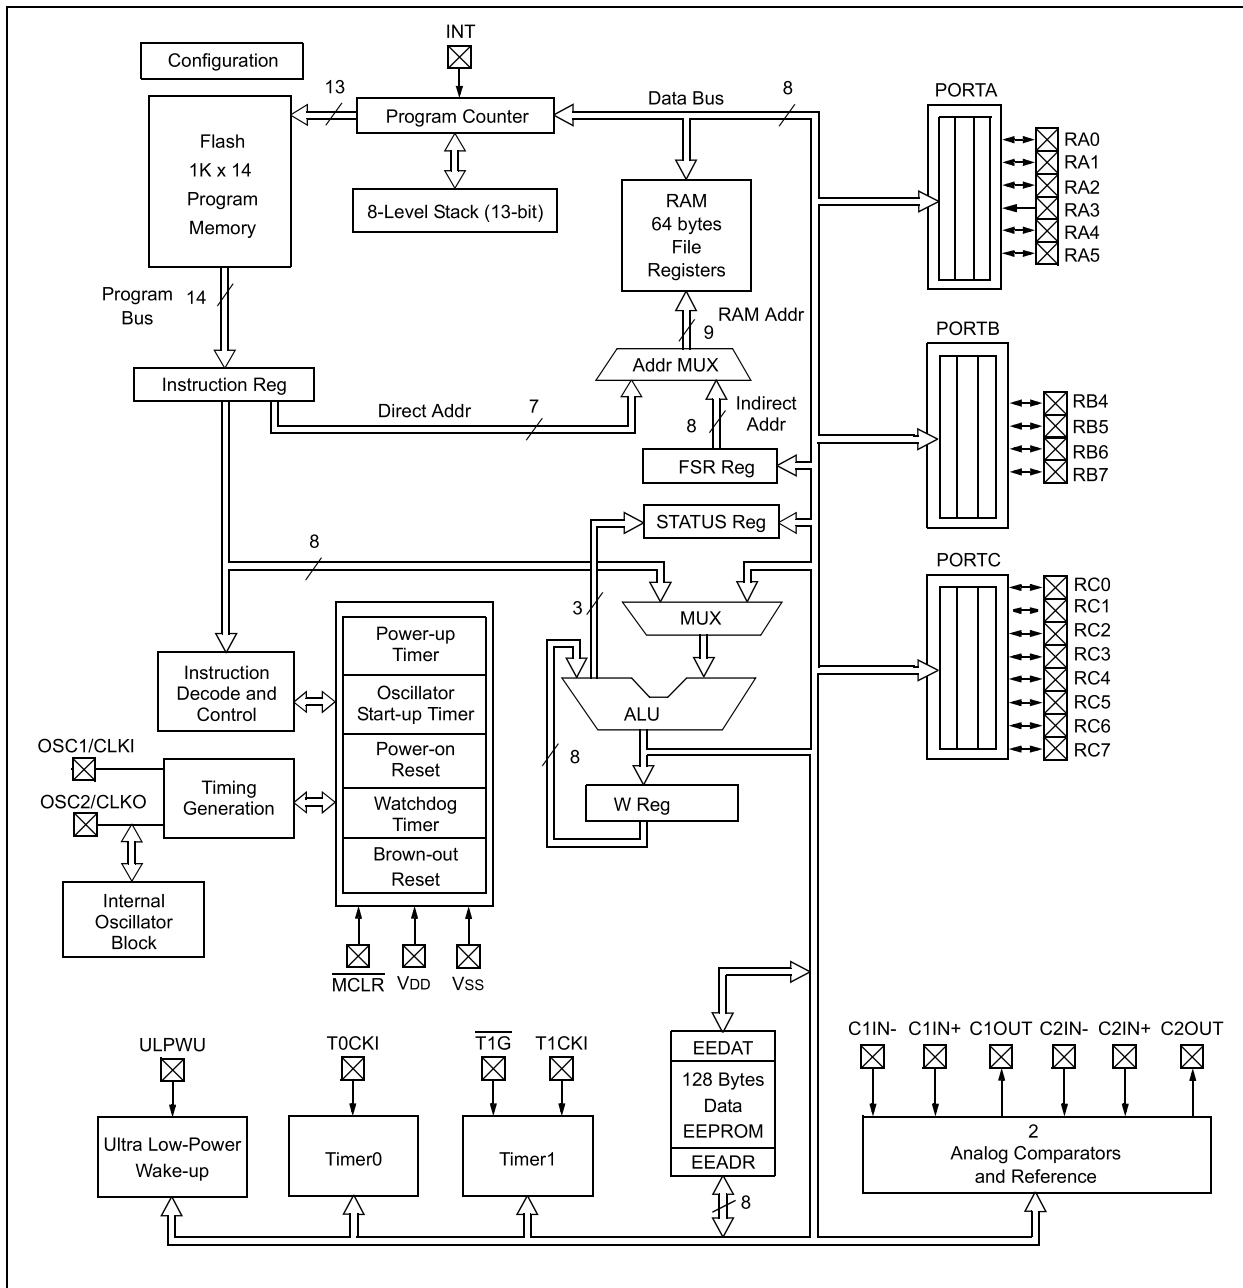 INT
Configuration
13
Data Bus
8
PORTA
Program Counter
Flash
1K x 14
Program
Memory
8-Level Stack (13-bit)
RAM
64 bytes
File
Registers
RA0
RA1
RA2
RA3
RA4
RA5
Program
Bus
14
RAM Addr
9
PORTB
Addr MUX
Instruction Reg
Direct Addr
7
Indirect
Addr
8
RB4
RB5
RB6
RB7
FSR Reg
STATUS Reg
8
PORTC
3
MUX
RC0
RC1
RC2
RC3
RC4
RC5
RC6
RC7
Power-up
Timer
Instruction
Decode and
Control
Oscillator
Start-up Timer
ALU
OSC1/CLKI
Power-on
Reset
8
Timing
Generation
OSC2/CLKO
Watchdog
Timer
W Reg
Brown-out
Reset
Internal
Oscillator
Block
MCLR
VDD
VSS
ULPWU
T0CKI
T1G
T1CKI
EEDAT
128 Bytes
Data
EEPROM
EEADR
8
C1IN-
C1IN+
C1OUT
C2IN-
C2IN+
C2OUT
Ultra Low-Power
Wake-up
Timer0
Timer1
2
Analog Comparators
and Reference